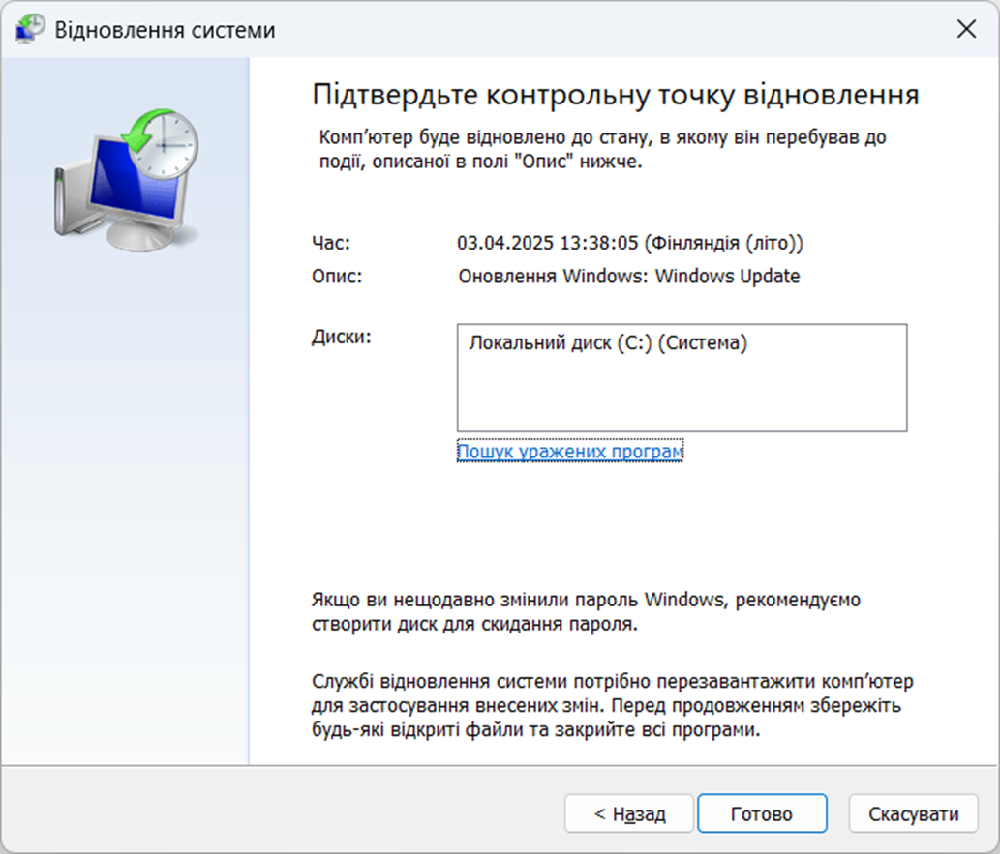 Відновлення системи
Підтвердьте контрольну точку відновлення
Комп’ютер буде відновлено до стану, в якому він перебував до
події, описаної в полі "Опис" нижче.
Час: 03.04.2025 13:38:05 (Фінляндія (літо))
Опис: Оновлення Windows: Windows Update
Диски: Локальний диск (C:) (Система)
Пошук уражених програм
Якщо ви нещодавно змінили пароль Windows, рекомендуємо
створити диск для скидання пароля.
Службі відновлення системи потрібно перезавантажити комп’ютер
для застосування внесених змін. Перед продовженням збережіть
будь-які відкриті файли та закрийте всі програми.
< Назад Готово Скасувати